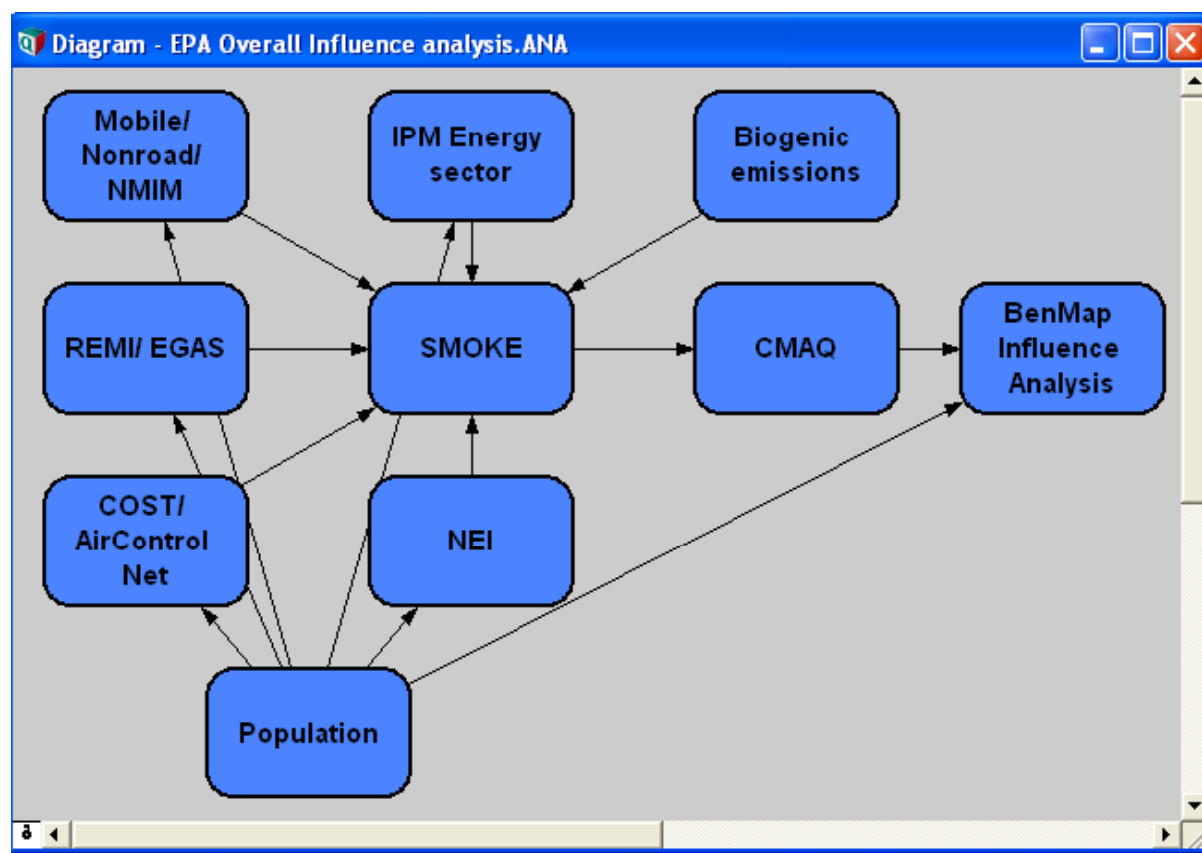 Diagram - EPA Overall Influence analysis.ANA
Mobile/
Nonroad/
NMIM
IPM Energy
sector
Biogenic
emissions
REMI/ EGAS
SMOKE
CMAQ
BenMap
Influence
Analysis
COST/
AirControl
Net
NEI
Population